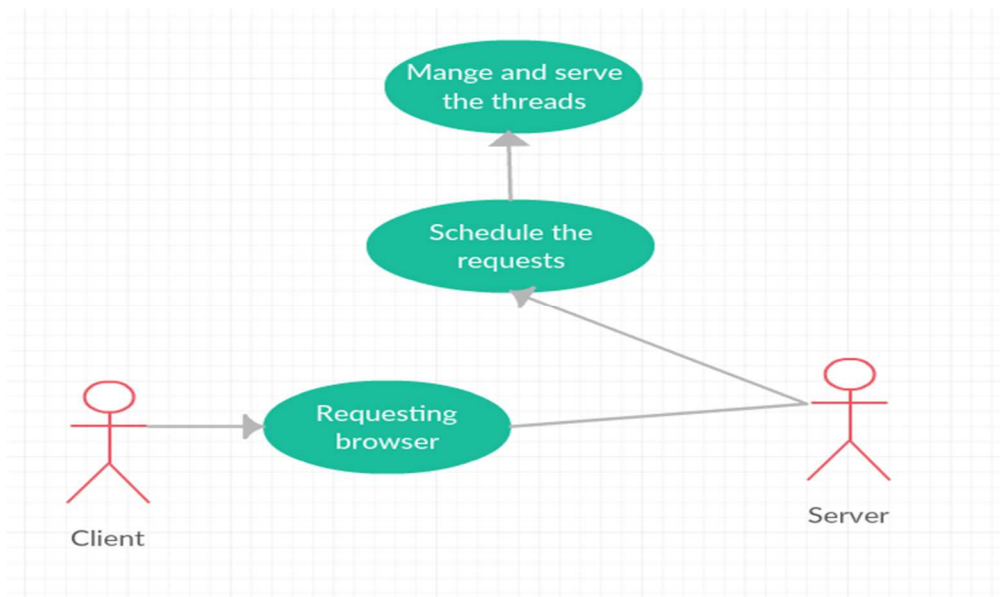 Mange and serve
the threads
Schedule the
requests
Requesting
browser
Client
Server